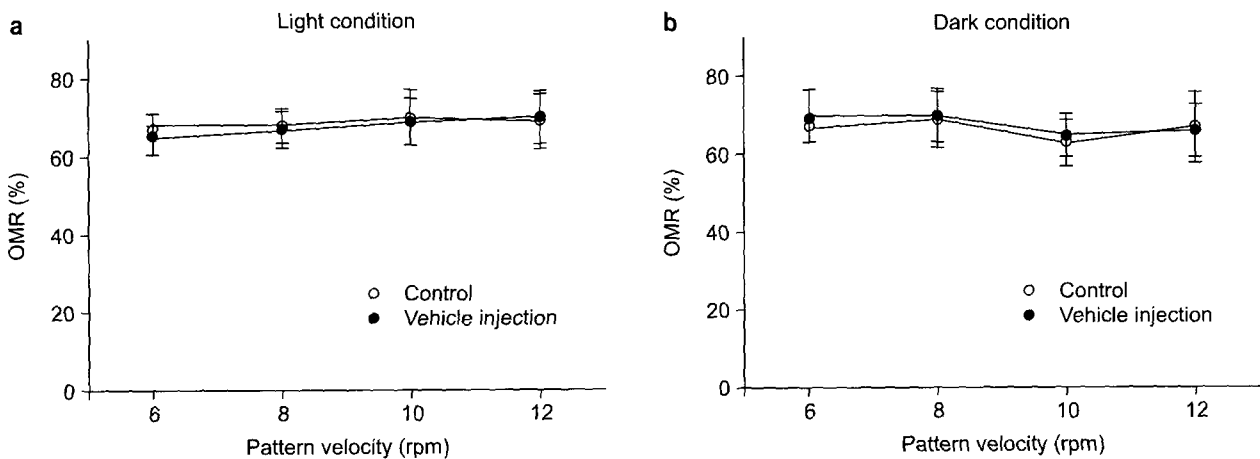 a
Light condition
OMR (%)
80
60
40
20
0
Control
Vehicle injection
6 8 10 12
Pattern velocity (rpm)
b
Dark condition
OMR (%)
80
60
40
20
0
Control
Vehicle injection
6 8 10 12
Pattern velocity (rpm)